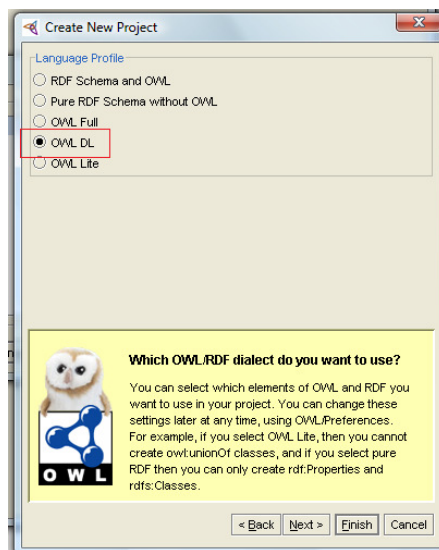 Create New Project
Language Profile
RDF Schema and OWL
Pure RDF Schema without OWL
OWL Full
OWL DL
OWL Lite
Which OWL/RDF dialect do you want to use?
You can select which elements of OWL and RDF you
want to use in your project. You can change these
settings later at any time, using OWL/Preferences.
For example, if you select OWL Lite, then you cannot
create owl:unionOf classes, and if you select pure
RDF then you can only create rdf:Properties and
rdfs:Classes.
OWL
< Back Next > Finish Cancel